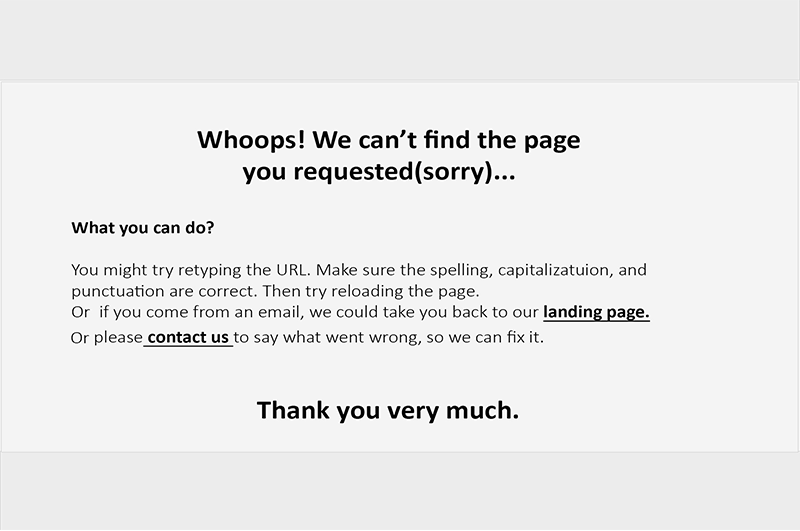 Whoops! We can’t find the page
you requested(sorry)...
What you can do?
You might try retyping the URL. Make sure the spelling, capitalizatuion, and
punctuation are correct. Then try reloading the page.
Or  if you come from an email, we could take you back to our landing page.
Or please contact us to say what went wrong, so we can fix it.
Thank you very much.